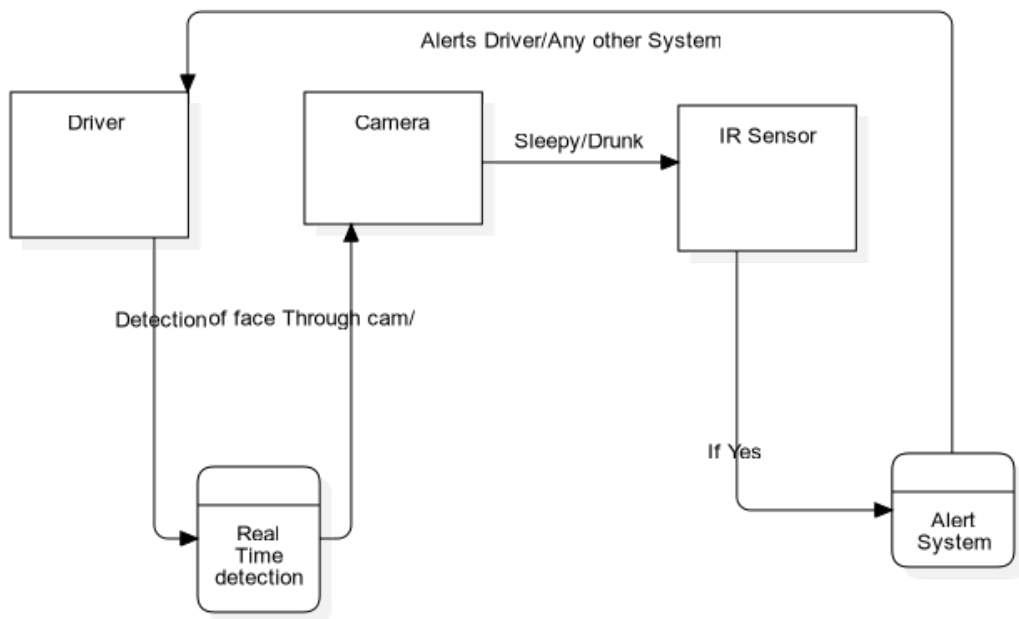 Alerts Driver/Any other System
Driver
Camera
Sleepy/Drunk
IR Sensor
Detection of face Through cam/
If Yes
Real
Time
detection
Alert
System